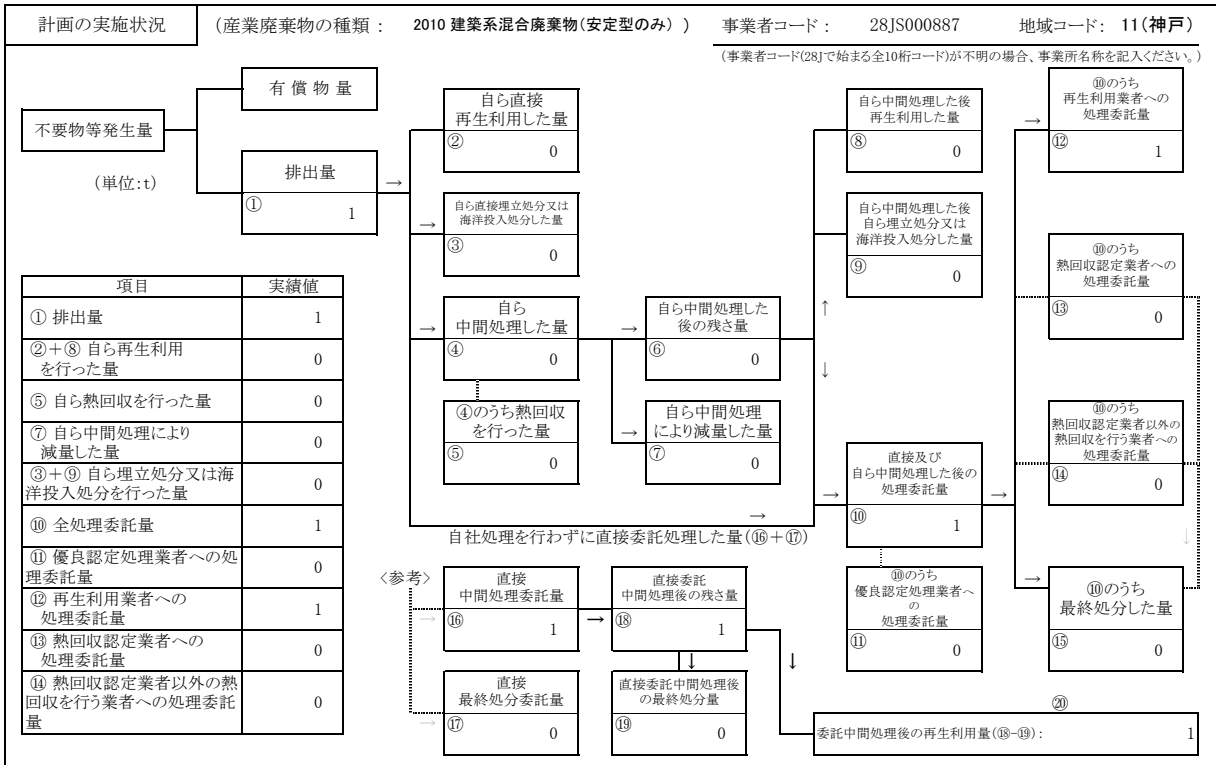 計画の実施状況 (産業廃棄物の種類： 2010 建築系混合廃棄物(安定型のみ) ) 事業者コード： 28JS000887 地域コード： 11(神戸)
(事業者コード(28Jで始まる全10桁コード)が不明の場合、事業所名称を記入ください。)
不要物等発生量
(単位:t)
有 償 物 量
排出量
① 1
→
自ら直接
再生利用した量
② 0
→
自ら直接埋立処分又は
海洋投入処分した量
③ 0
→
自ら
中間処理した量
④ 0
④のうち熱回収
を行った量
⑤ 0
→
自ら中間処理した
後の残さ量
⑥ 0
→
自ら中間処理
により減量した量
⑦ 0
自ら中間処理した後
再生利用した量
⑧ 0
自ら中間処理した後
自ら埋立処分又は
海洋投入処分した量
⑨ 0
↑
↓
→
直接及び
自ら中間処理した後の
処理委託量
⑩ 1
→
⑩のうち
優良認定処理業者へ
の
処理委託量
⑪ 0
→
⑩のうち
再生利用業者への
処理委託量
⑫ 1
⑩のうち
熱回収認定業者への
処理委託量
⑬ 0
⑩のうち
熱回収認定業者以外の
熱回収を行う業者への
処理委託量
⑭ 0
↓
→
⑩のうち
最終処分した量
⑮ 0
項目 実績値
① 排出量 1
②＋⑧ 自ら再生利用
を行った量 0
⑤ 自ら熱回収を行った量 0
⑦ 自ら中間処理により
減量した量 0
③＋⑨ 自ら埋立処分又は海
洋投入処分を行った量 0
⑩ 全処理委託量 1
⑪ 優良認定処理業者への処
理委託量 0
⑫ 再生利用業者への
処理委託量 1
⑬ 熱回収認定業者への
処理委託量 0
⑭ 熱回収認定業者以外の熱
回収を行う業者への処理委託
量 0
→
自社処理を行わずに直接委託処理した量(⑯＋⑰)
〈参考〉
→
直接
中間処理委託量
⑯ 1
→
直接委託
中間処理後の残さ量
⑱ 1
↓
↓
→
直接
最終処分委託量
⑰ 0
直接委託中間処理後
の最終処分量
⑲ 0
⑳
委託中間処理後の再生利用量(⑱-⑲)： 1